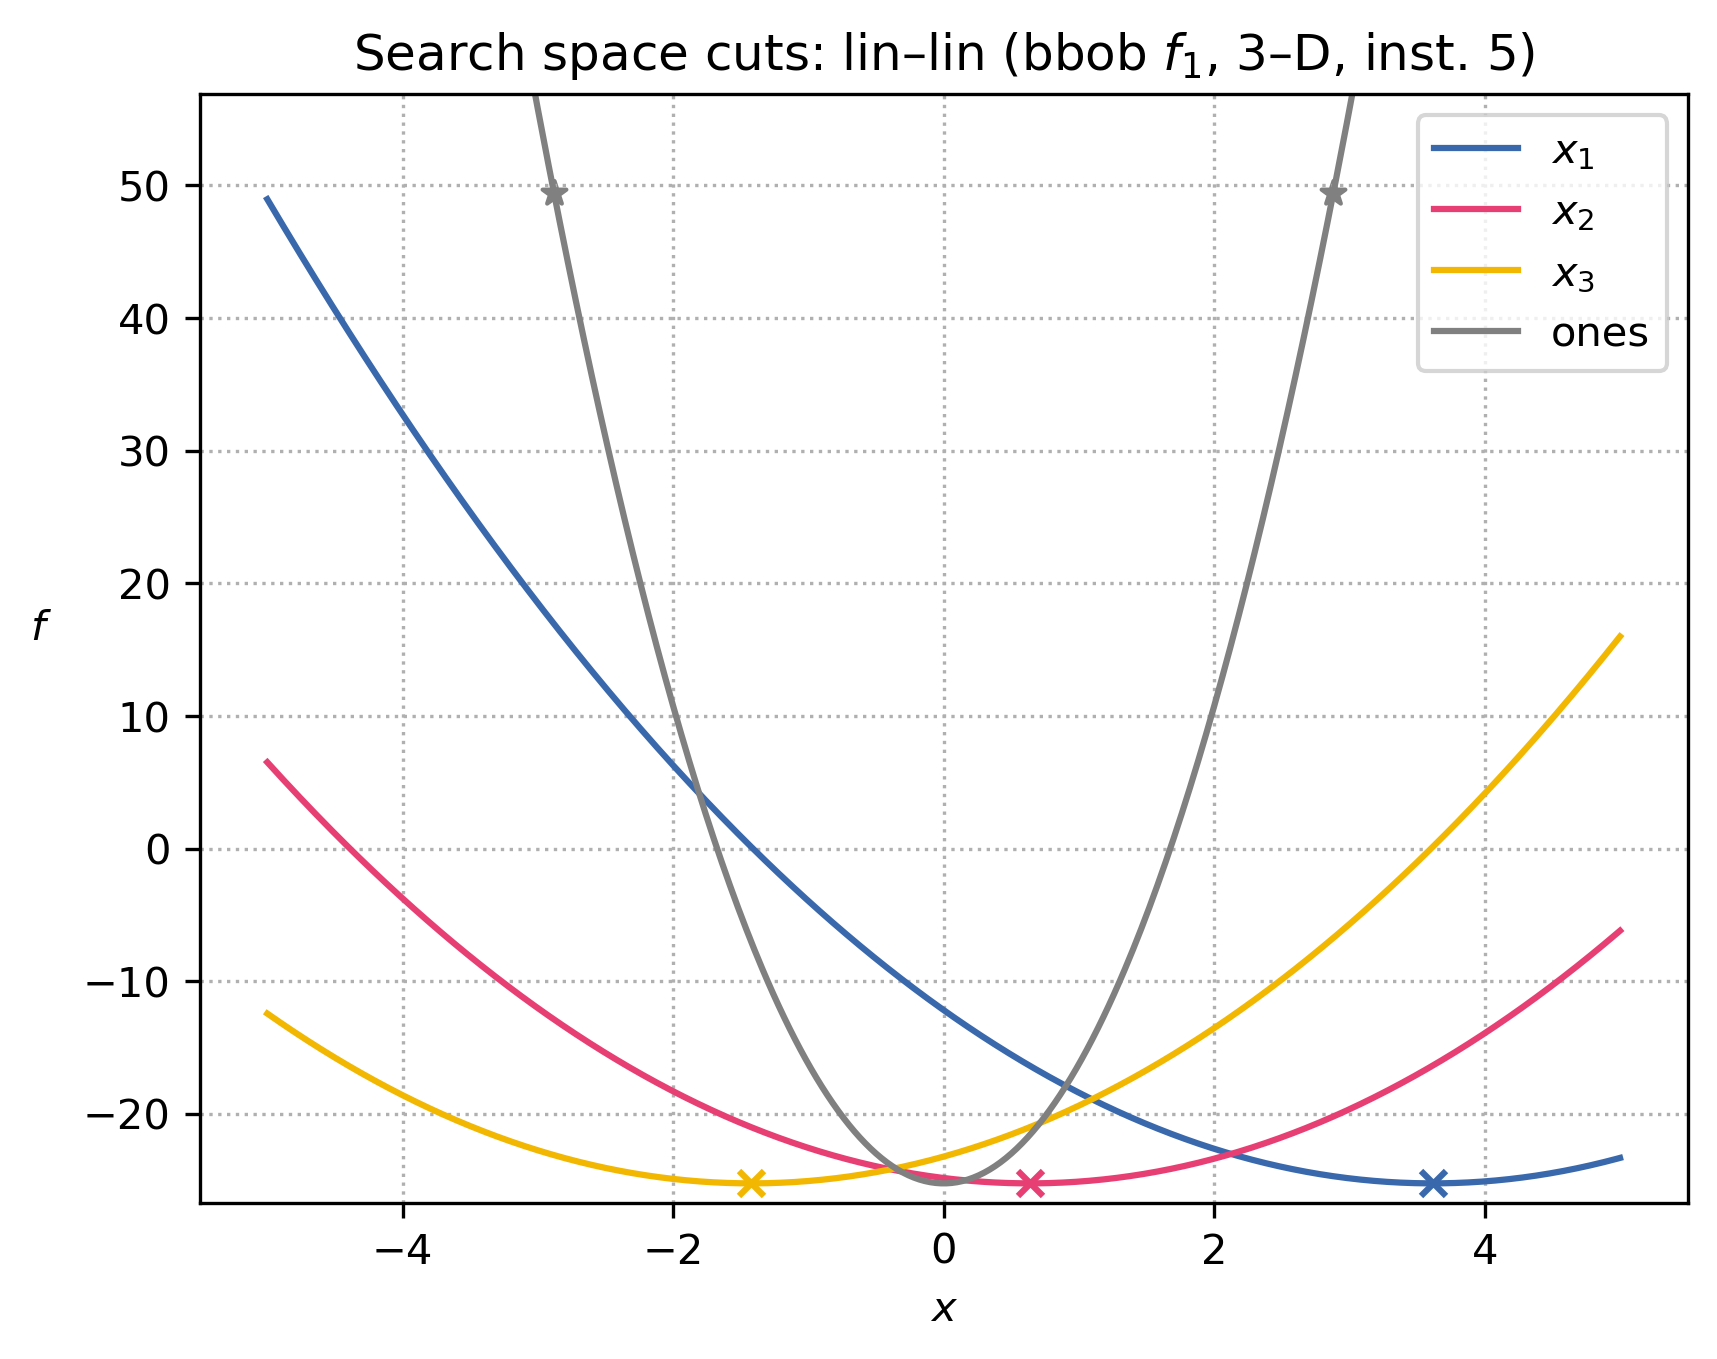 Search space cuts: lin–lin (bbob f₁, 3–D, inst. 5)
x₁
x₂
x₃
ones
50
40
30
20
10
0
−10
−20
f
−4 −2 0 2 4
x